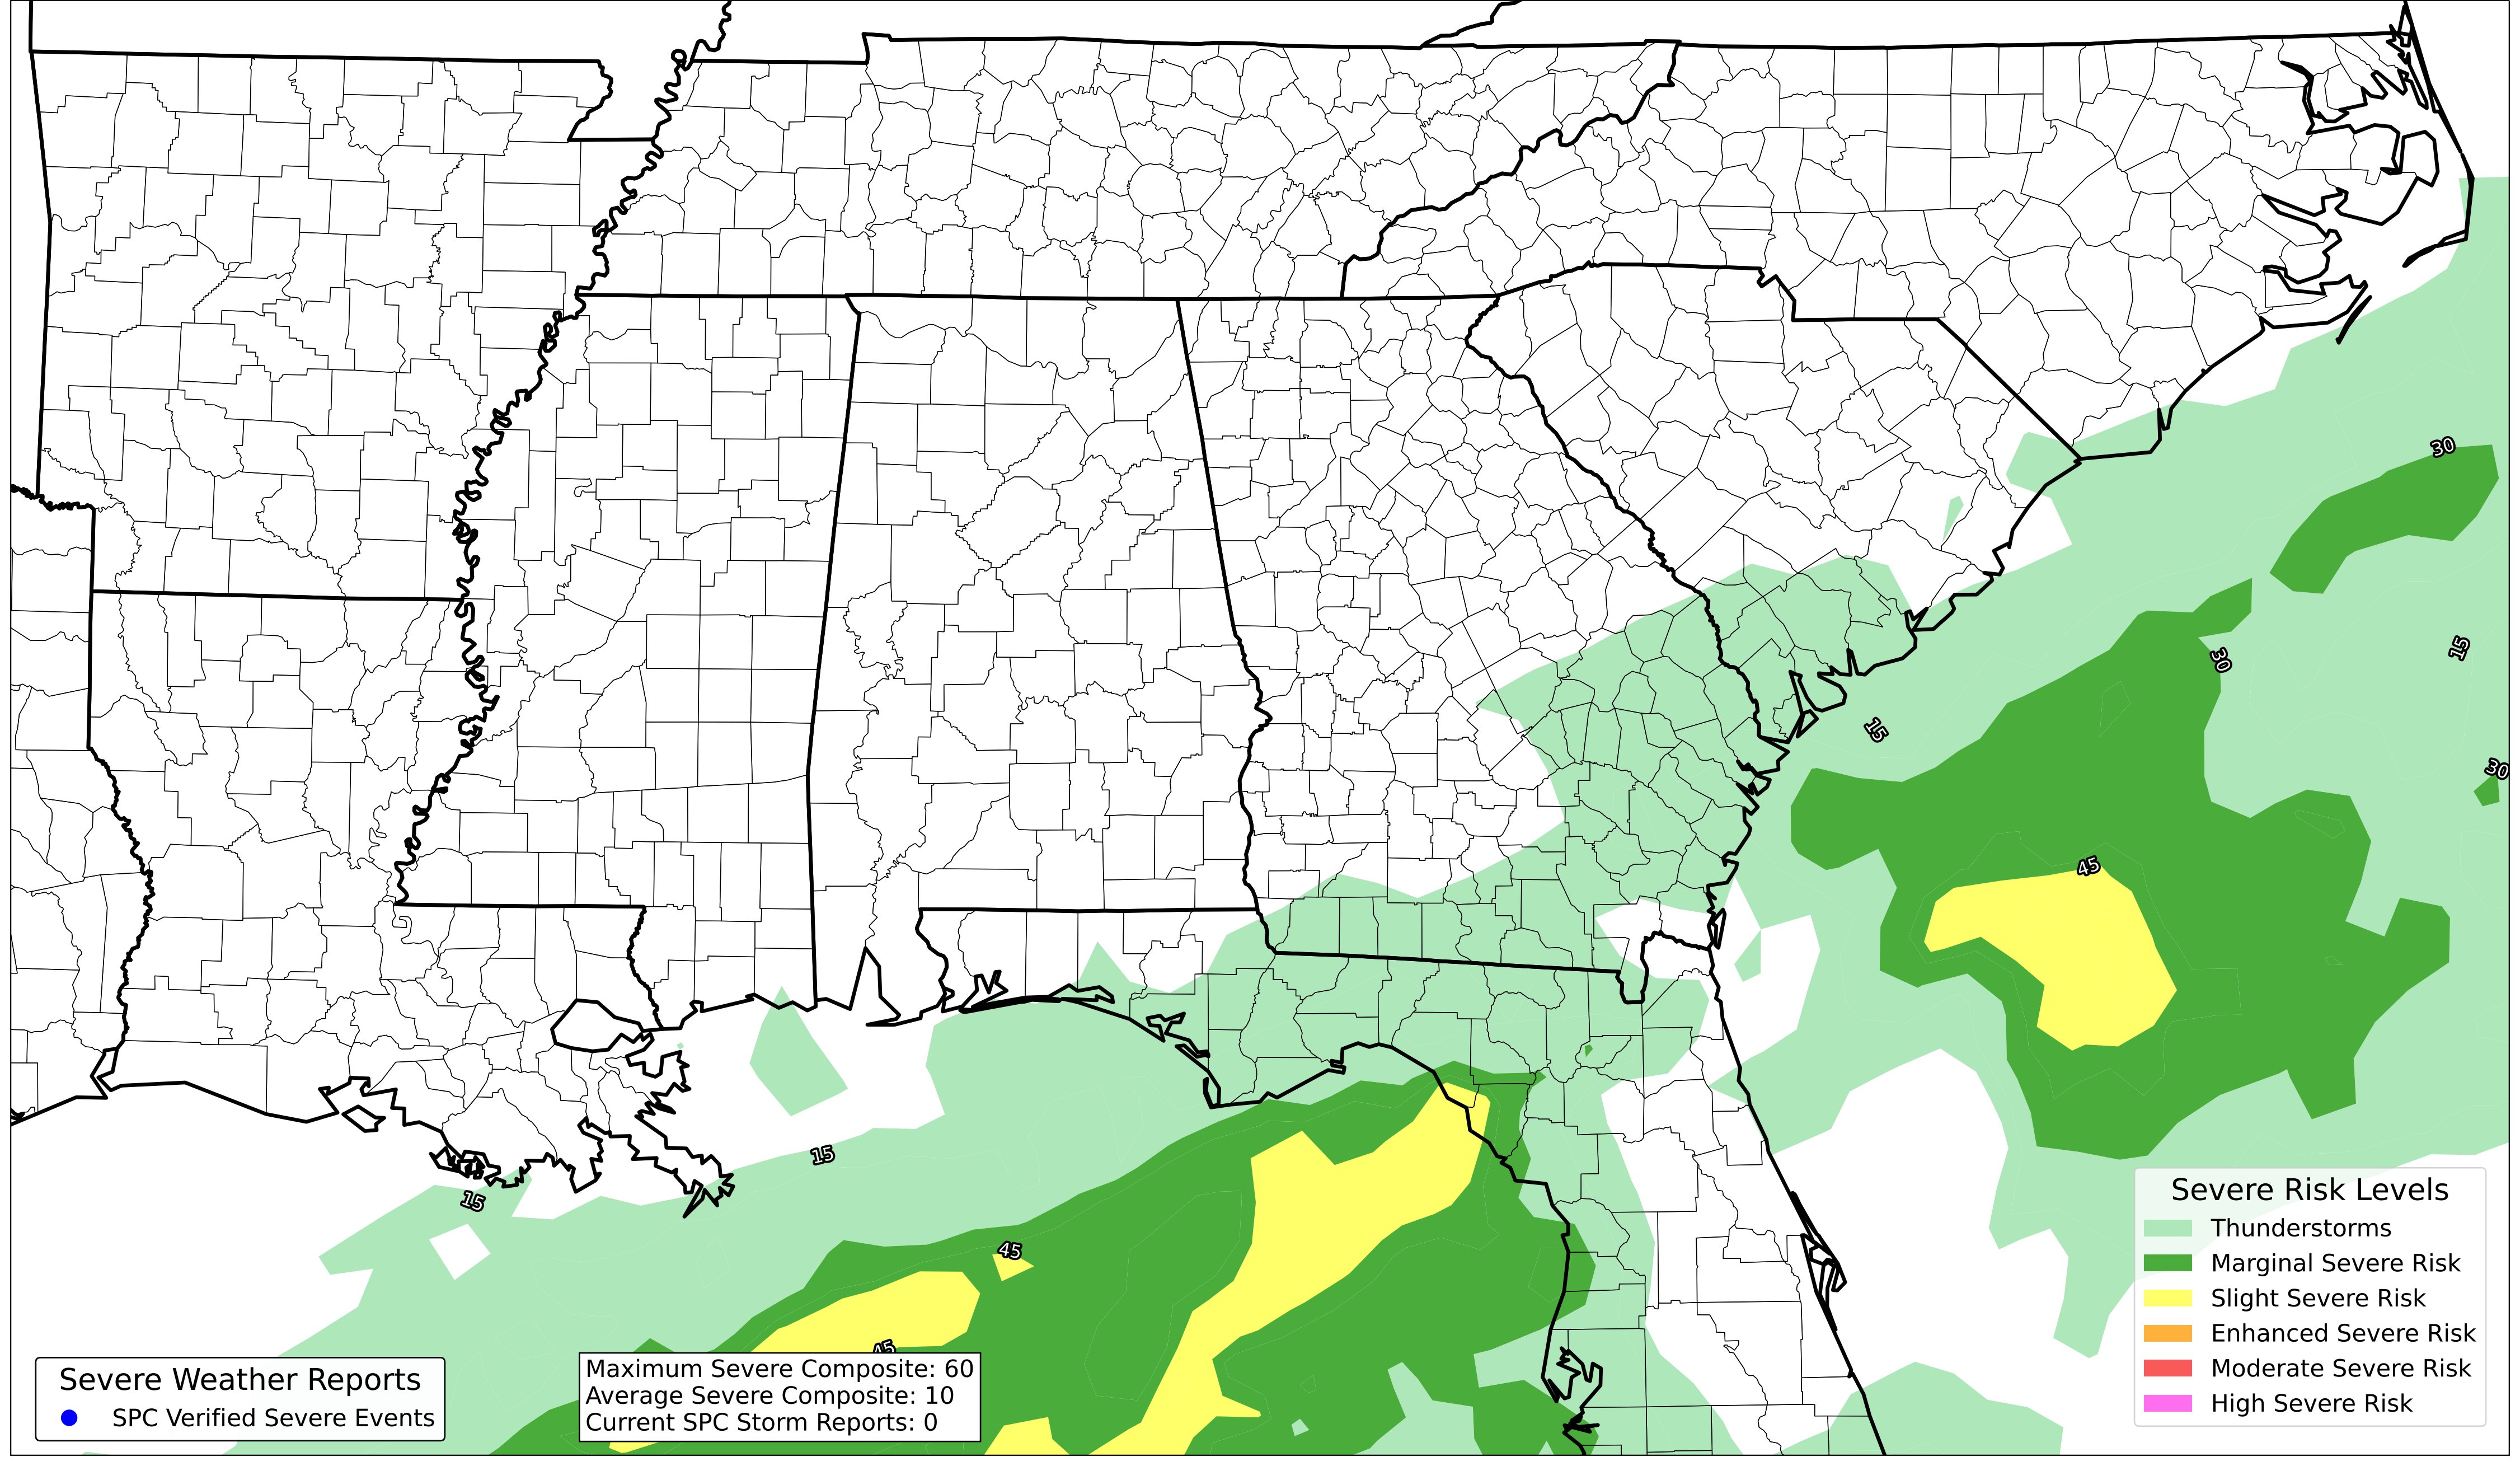 30
15
30
15
30
45
15
15
45
45
Severe Risk Levels
Thunderstorms
Marginal Severe Risk
Slight Severe Risk
Enhanced Severe Risk
Moderate Severe Risk
High Severe Risk
Severe Weather Reports
SPC Verified Severe Events
Maximum Severe Composite: 60
Average Severe Composite: 10
Current SPC Storm Reports: 0